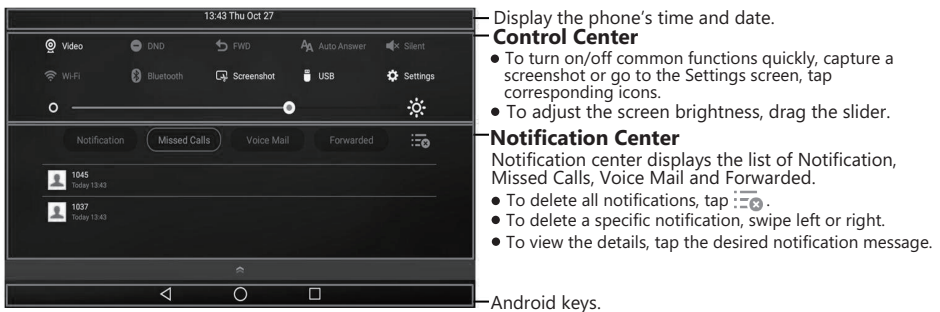 13:43 Thu Oct 27
Video DND FWD Auto Answer Silent
Wi-Fi Bluetooth Screenshot USB Settings
Notification Missed Calls Voice Mail Forwarded
1045
Today 13:43
1037
Today 13:43
Display the phone's time and date.
Control Center
• To turn on/off common functions quickly, capture a
screenshot or go to the Settings screen, tap
corresponding icons.
• To adjust the screen brightness, drag the slider.
Notification Center
Notification center displays the list of Notification,
Missed Calls, Voice Mail and Forwarded.
• To delete all notifications, tap .
• To delete a specific notification, swipe left or right.
• To view the details, tap the desired notification message.
Android keys.